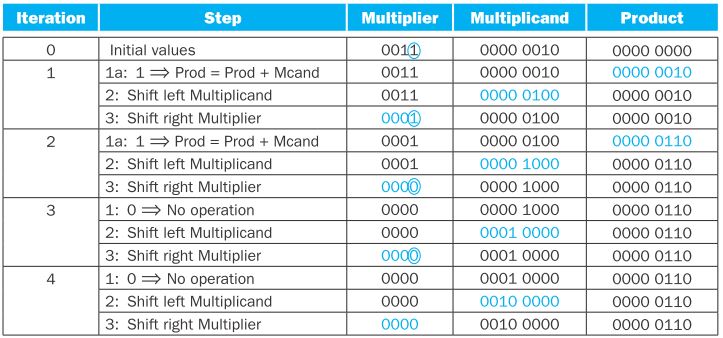 Iteration Step Multiplier Multiplicand Product
0 Initial values 0011 0000 0010 0000 0000
1 1a: 1 ⟹ Prod = Prod + Mcand 0011 0000 0010 0000 0010
2: Shift left Multiplicand 0011 0000 0100 0000 0010
3: Shift right Multiplier 0001 0000 0100 0000 0010
2 1a: 1 ⟹ Prod = Prod + Mcand 0001 0000 0100 0000 0110
2: Shift left Multiplicand 0001 0000 1000 0000 0110
3: Shift right Multiplier 0000 0000 1000 0000 0110
3 1: 0 ⟹ No operation 0000 0000 1000 0000 0110
2: Shift left Multiplicand 0000 0001 0000 0000 0110
3: Shift right Multiplier 0000 0001 0000 0000 0110
4 1: 0 ⟹ No operation 0000 0001 0000 0000 0110
2: Shift left Multiplicand 0000 0010 0000 0000 0110
3: Shift right Multiplier 0000 0010 0000 0000 0110